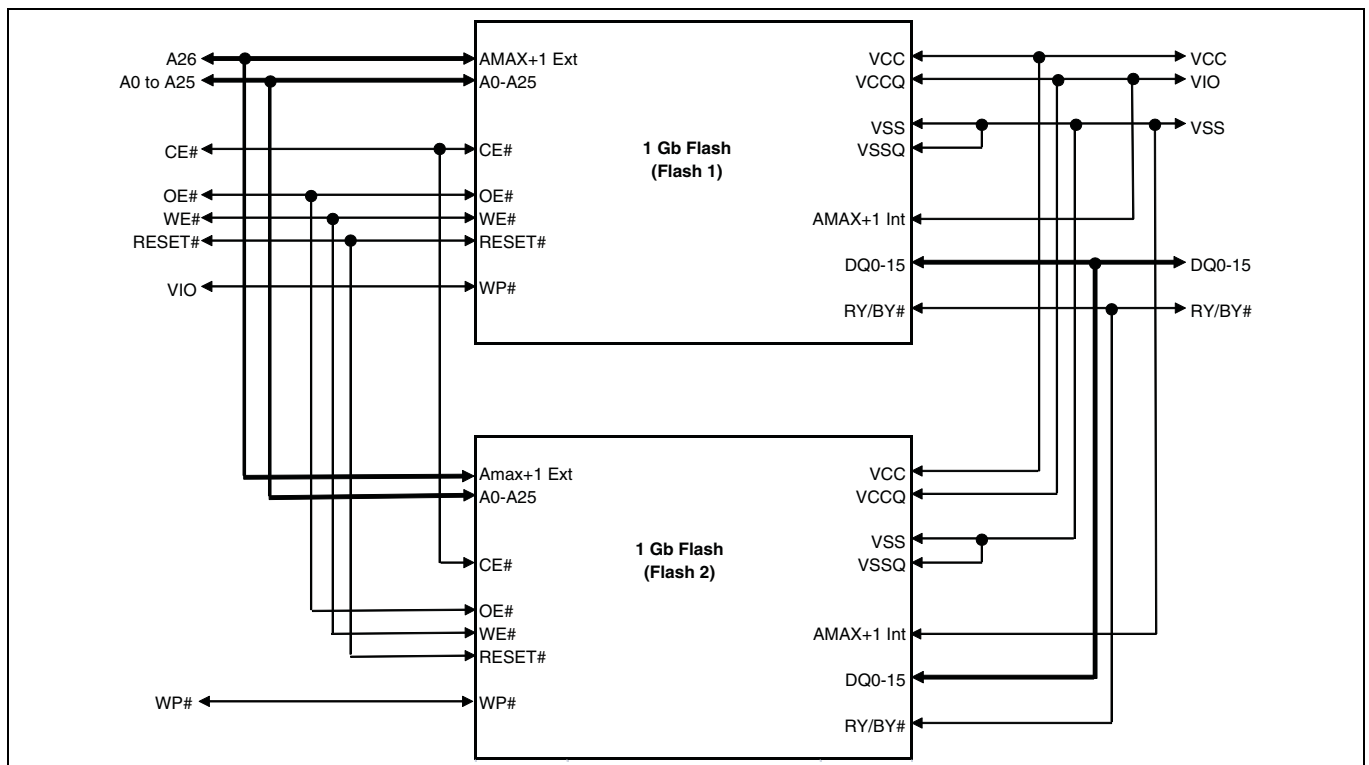 A26
AMAX+1 Ext
VCC
VCC
A0 to A25
A0-A25
VCCQ
VIO
VSS
VSS
1 Gb Flash
(Flash 1)
CE#
CE#
VSSQ
OE#
OE#
WE#
WE#
AMAX+1 Int
RESET#
RESET#
DQ0-15
DQ0-15
VIO
WP#
RY/BY#
RY/BY#
Amax+1 Ext
VCC
A0-A25
VCCQ
VSS
1 Gb Flash
(Flash 2)
CE#
VSSQ
OE#
WE#
AMAX+1 Int
RESET#
DQ0-15
WP#
WP#
RY/BY#